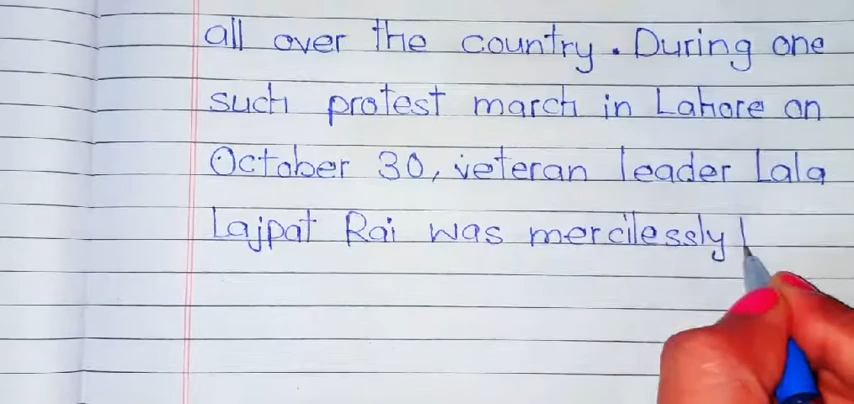 all over the country. During one
such protest march in Lahore on
October 30, veteran leader Lala
Lajpat Rai was mercilessly